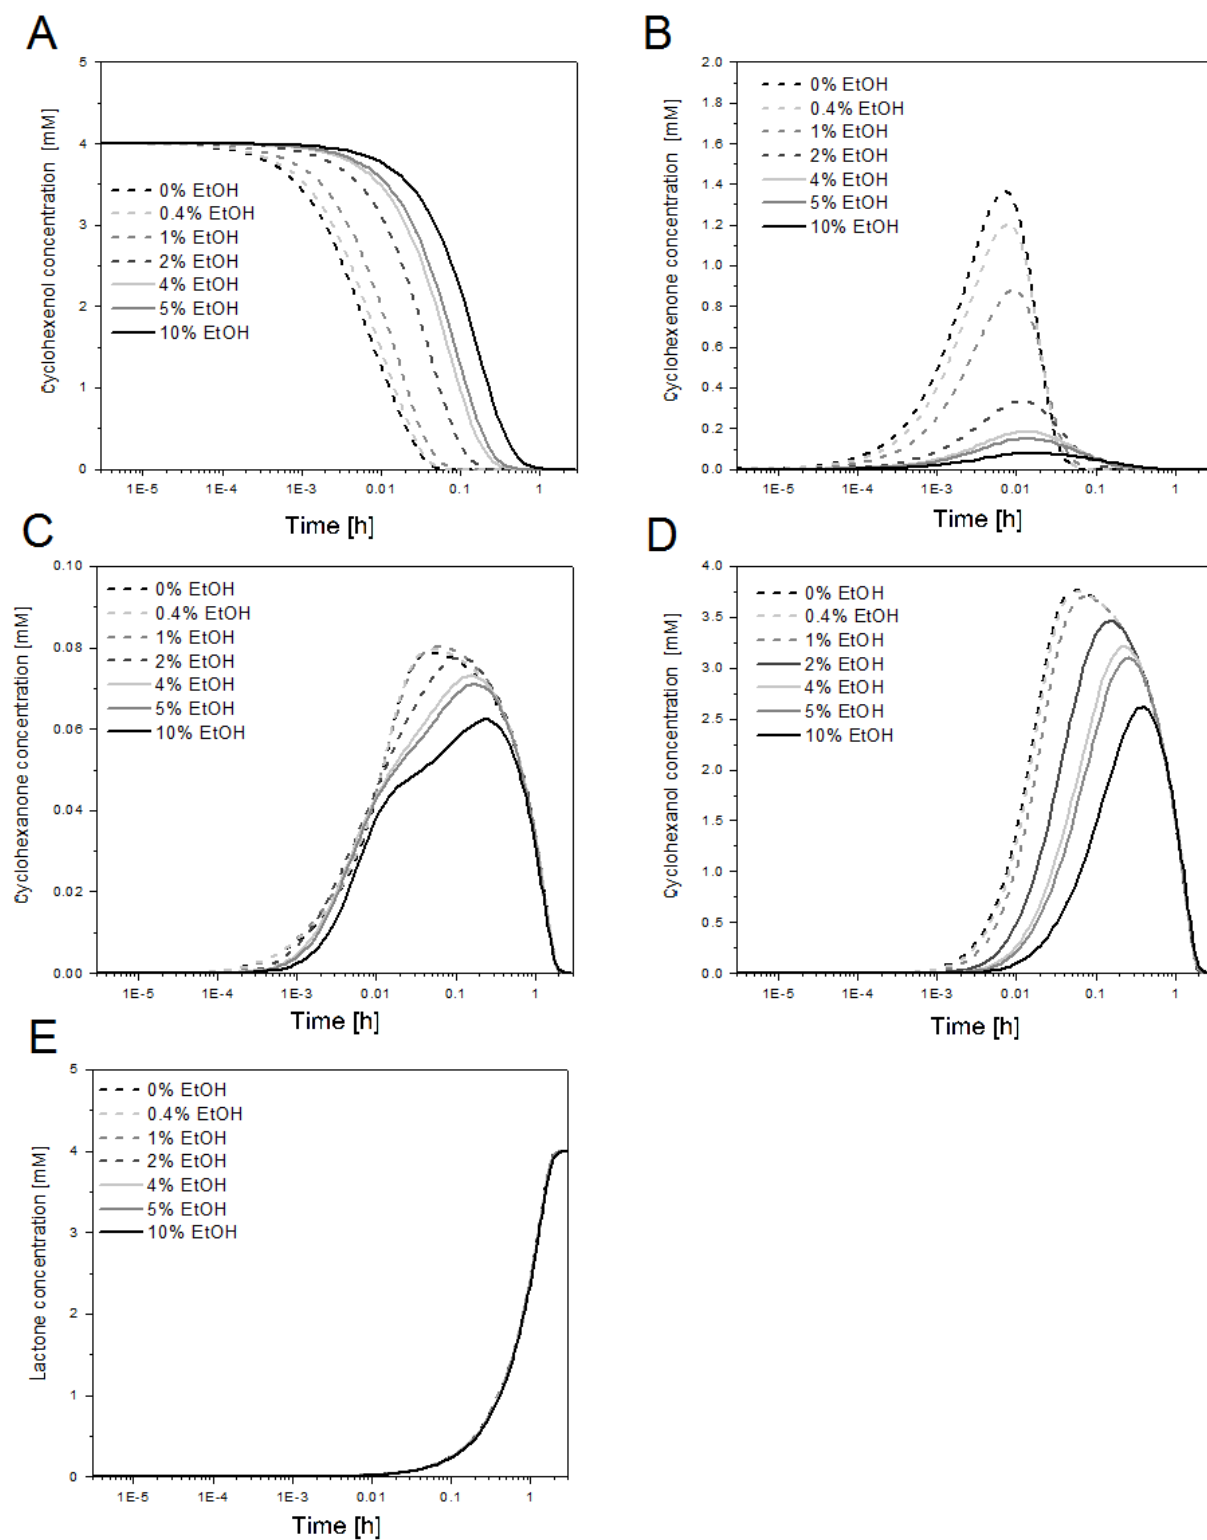 A
Cyclohexenol concentration [mM]
5
4
3
2
1
0
0% EtOH
0.4% EtOH
1% EtOH
2% EtOH
4% EtOH
5% EtOH
10% EtOH
1E-5 1E-4 1E-3 0.01 0.1 1
Time [h]
B
Cyclohexenone concentration [mM]
2.0
1.8
1.6
1.4
1.2
1.0
0.8
0.6
0.4
0.2
0.0
0% EtOH
0.4% EtOH
1% EtOH
2% EtOH
4% EtOH
5% EtOH
10% EtOH
1E-5 1E-3 0.01 0.1 1
Time [h]
C
Cyclohexanone concentration [mM]
0.10
0.08
0.06
0.04
0.02
0.00
0% EtOH
0.4% EtOH
1% EtOH
2% EtOH
4% EtOH
5% EtOH
10% EtOH
1E-5 1E-4 1E-3 0.01 0.1 1
Time [h]
D
Cyclohexanol concentration [mM]
4.0
3.5
3.0
2.5
2.0
1.5
1.0
0.5
0.0
0% EtOH
0.4% EtOH
1% EtOH
2% EtOH
4% EtOH
5% EtOH
10% EtOH
1E-5 1E-3 0.01 0.1 1
Time [h]
E
Lactone concentration [mM]
5
4
3
2
1
0
0% EtOH
0.4% EtOH
1% EtOH
2% EtOH
4% EtOH
5% EtOH
10% EtOH
1E-5 1E-4 1E-3 0.01 0.1 1
Time [h]